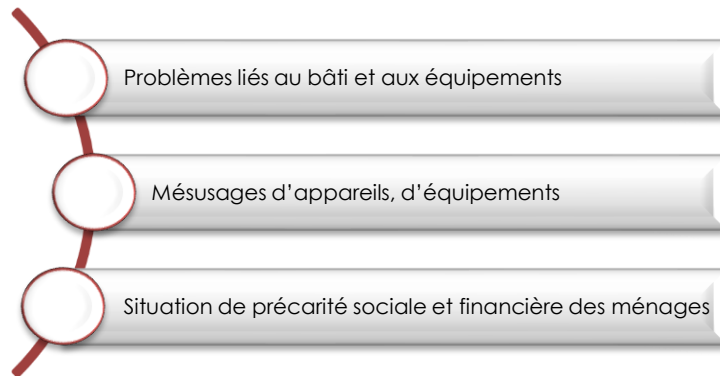 Problèmes liés au bâti et aux équipements
Mésusages d’appareils, d’équipements
Situation de précarité sociale et financière des ménages